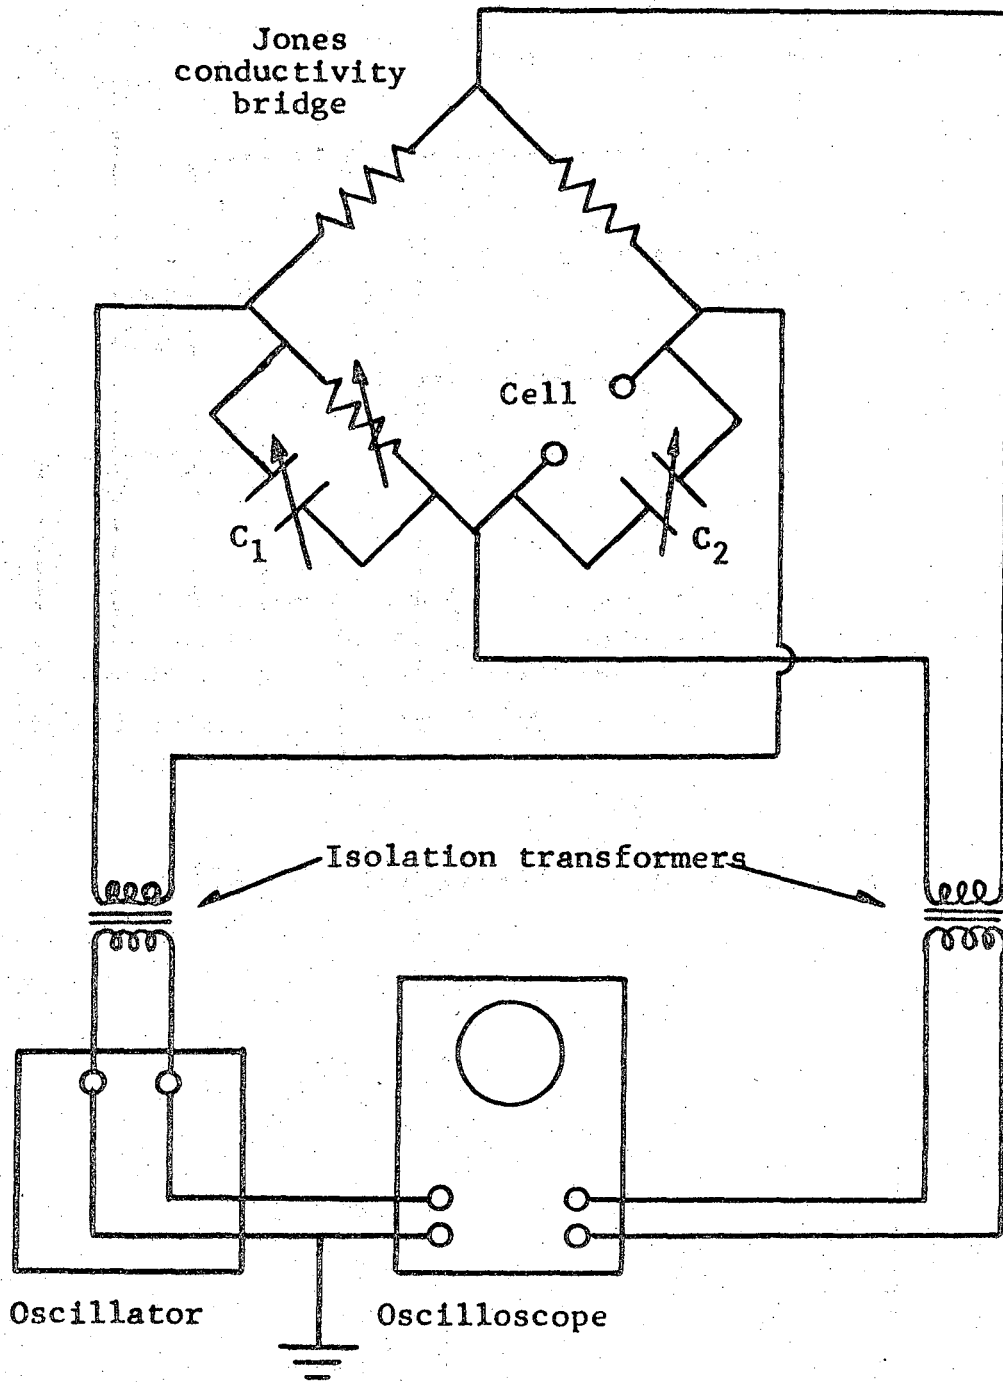 Jones
conductivity
bridge
Cell
C1
C2
Isolation transformers
Oscillator
Oscilloscope